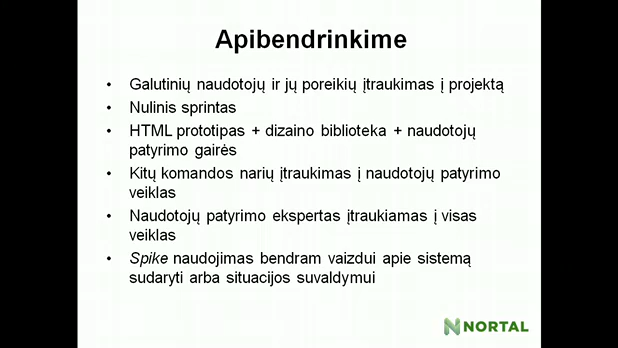 Apibendrinkime
• Galutinių naudotojų ir jų poreikių įtraukimas į projektą
• Nulinis sprintas
• HTML prototipas + dizaino biblioteka + naudotojų
patyrimo gairės
• Kitų komandos narių įtraukimas į naudotojų patyrimo
veiklas
• Naudotojų patyrimo ekspertas įtraukiamas į visas
veiklas
• Spike naudojimas bendram vaizdui apie sistemą
sudaryti arba situacijos suvaldymui
NORTAL